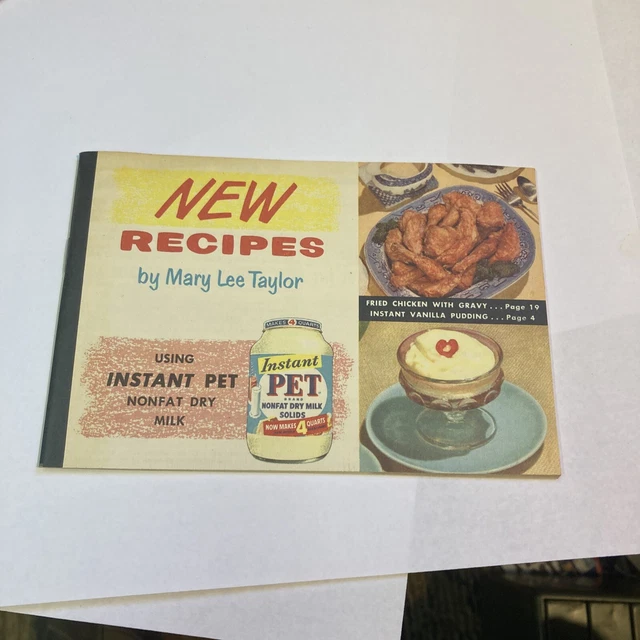 NEW
RECIPES
by Mary Lee Taylor
USING
INSTANT PET
NONFAT DRY
MILK
MAKES 4 QUARTS
Instant
PET
BRAND
NONFAT DRY MILK
SOLIDS
NOW MAKES 4 QUARTS
FRIED CHICKEN WITH GRAVY...Page 19
INSTANT VANILLA PUDDING...Page 4